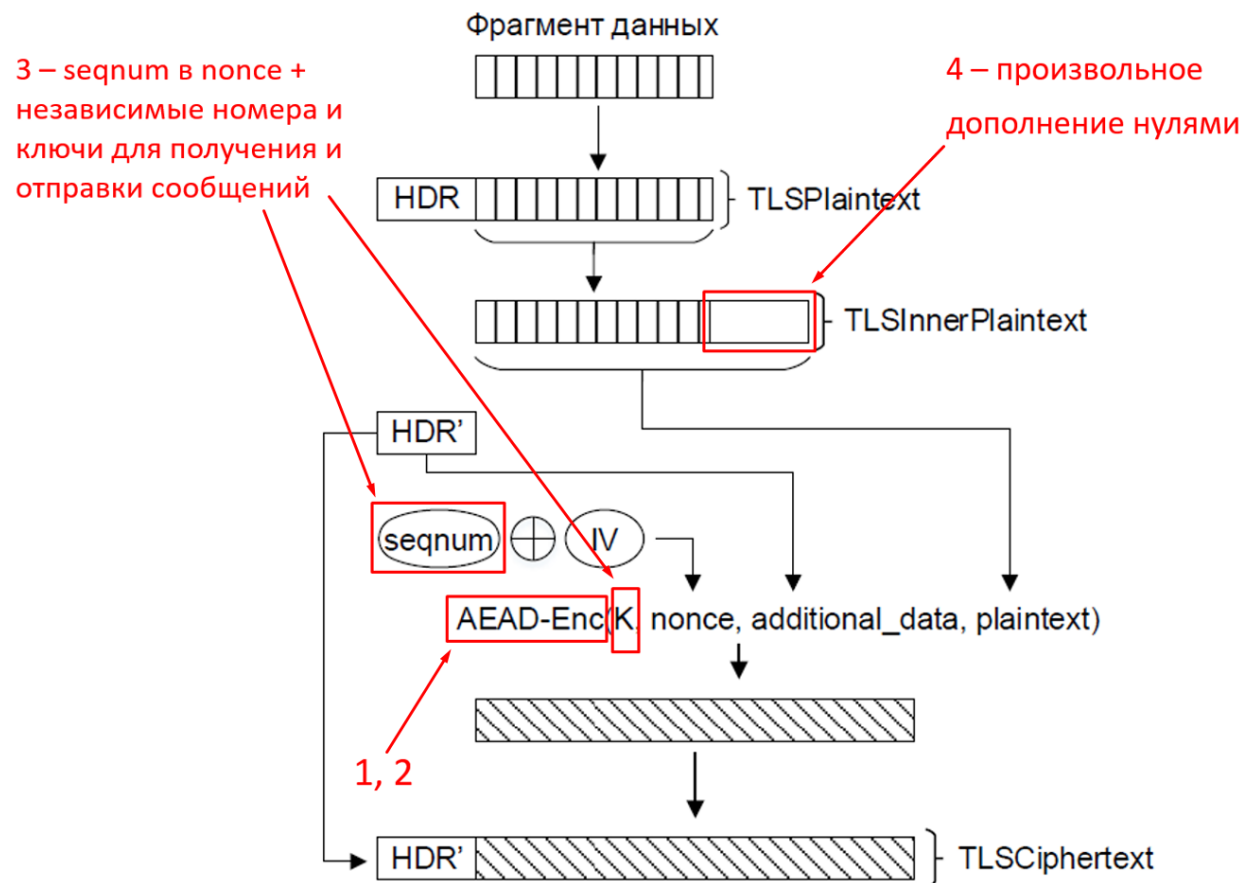 Фрагмент данных
3 – seqnum в nonce +
независимые номера и
ключи для получения и
отправки сообщений
4 – произвольное
дополнение нулями
HDR
TLSPlaintext
TLSInnerPlaintext
HDR'
seqnum
IV
AEAD-Enc(K, nonce, additional_data, plaintext)
1, 2
HDR'
TLSCiphertext